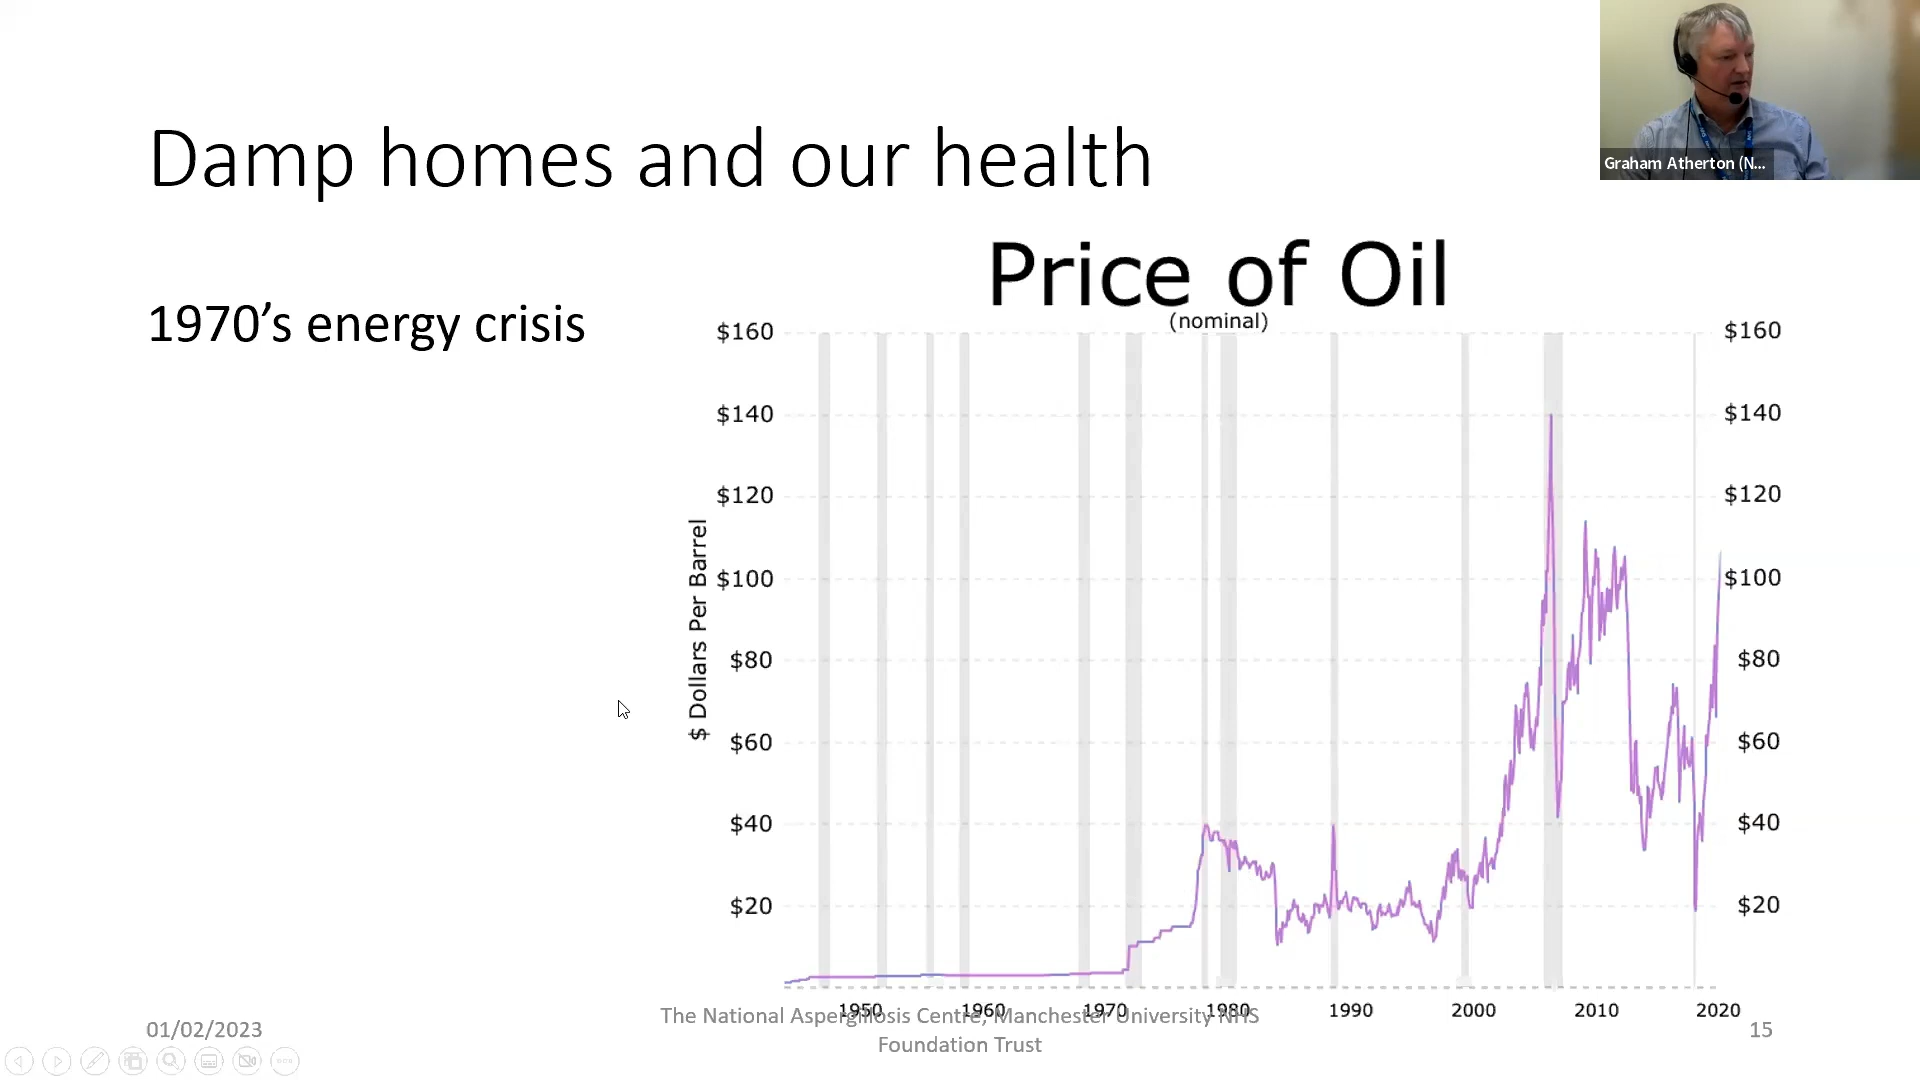 Graham Atherton (N...
Damp homes and our health
1970’s energy crisis
Price of Oil
(nominal)
$ Dollars Per Barrel
$160
$140
$120
$100
$80
$60
$40
$20
$160
$140
$120
$100
$80
$60
$40
$20
1950 1960 1970 1980 1990 2000 2010 2020
01/02/2023
The National Aspergillosis Centre, Manchester University NHS
Foundation Trust
15